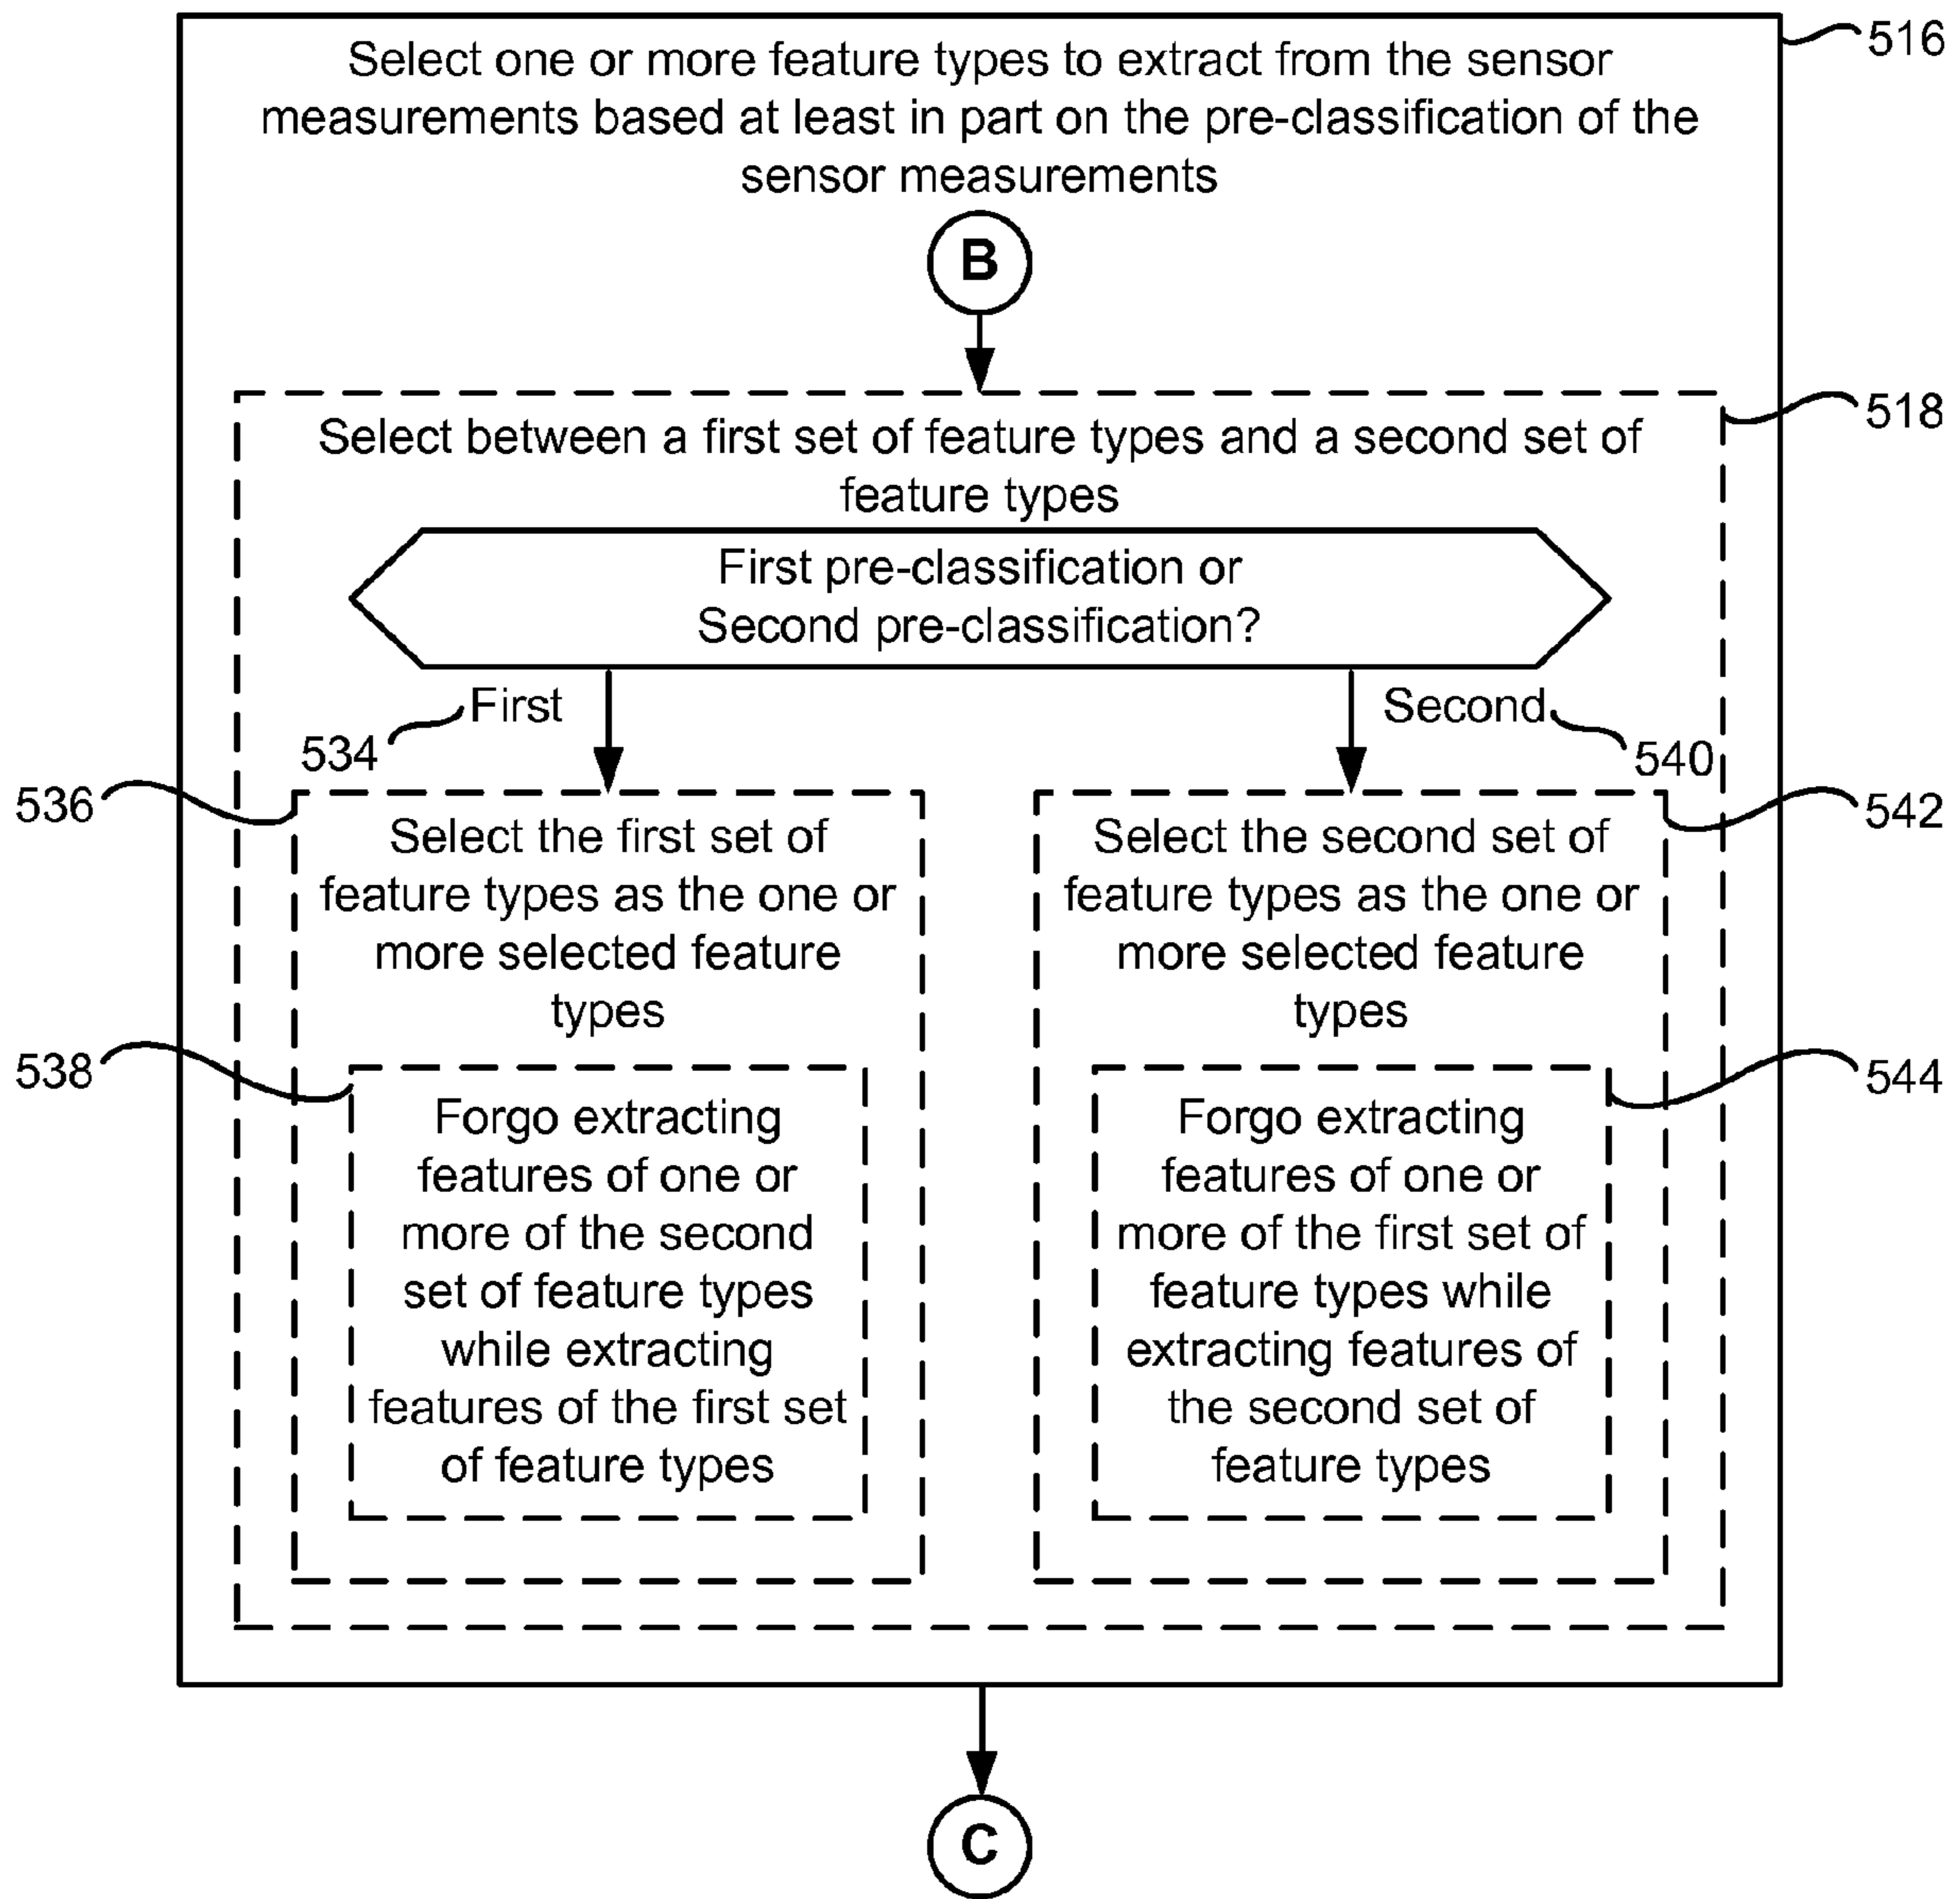 516
Select one or more feature types to extract from the sensor
measurements based at least in part on the pre-classification of the
sensor measurements
B
518
Select between a first set of feature types and a second set of
feature types
First pre-classification or
Second pre-classification?
First
534
Second
540
536
Select the first set of
feature types as the one or
more selected feature
types
538
Forgo extracting
features of one or
more of the second
set of feature types
while extracting
features of the first set
of feature types
542
Select the second set of
feature types as the one or
more selected feature
types
544
Forgo extracting
features of one or
more of the first set of
feature types while
extracting features of
the second set of
feature types
C